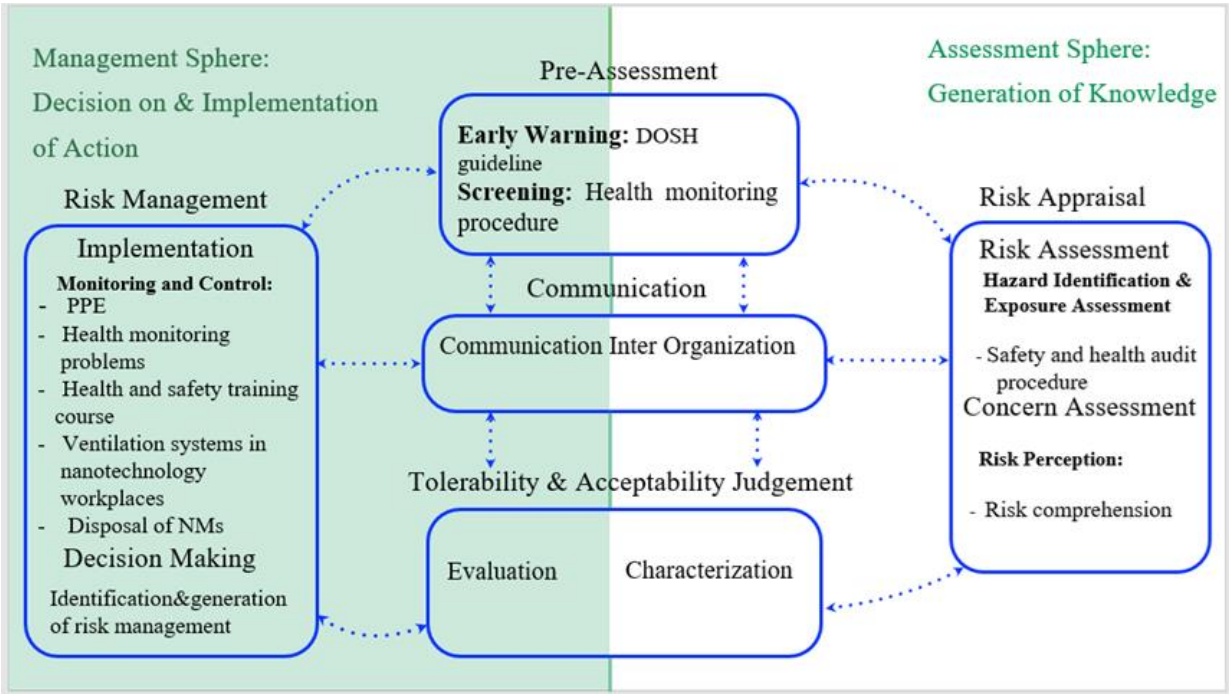 Management Sphere:
Decision on & Implementation
of Action
Assessment Sphere:
Generation of Knowledge
Pre-Assessment
Early Warning: DOSH
guideline
Screening: Health monitoring
procedure
Risk Management
Implementation
Monitoring and Control:
- PPE
- Health monitoring
problems
- Health and safety training
course
- Ventilation systems in
nanotechnology
workplaces
- Disposal of NMs
Decision Making
Identification&generation
of risk management
Communication
Communication Inter Organization
Tolerability & Acceptability Judgement
Evaluation
Characterization
Risk Appraisal
Risk Assessment
Hazard Identification &
Exposure Assessment
- Safety and health audit
procedure
Concern Assessment
Risk Perception:
- Risk comprehension